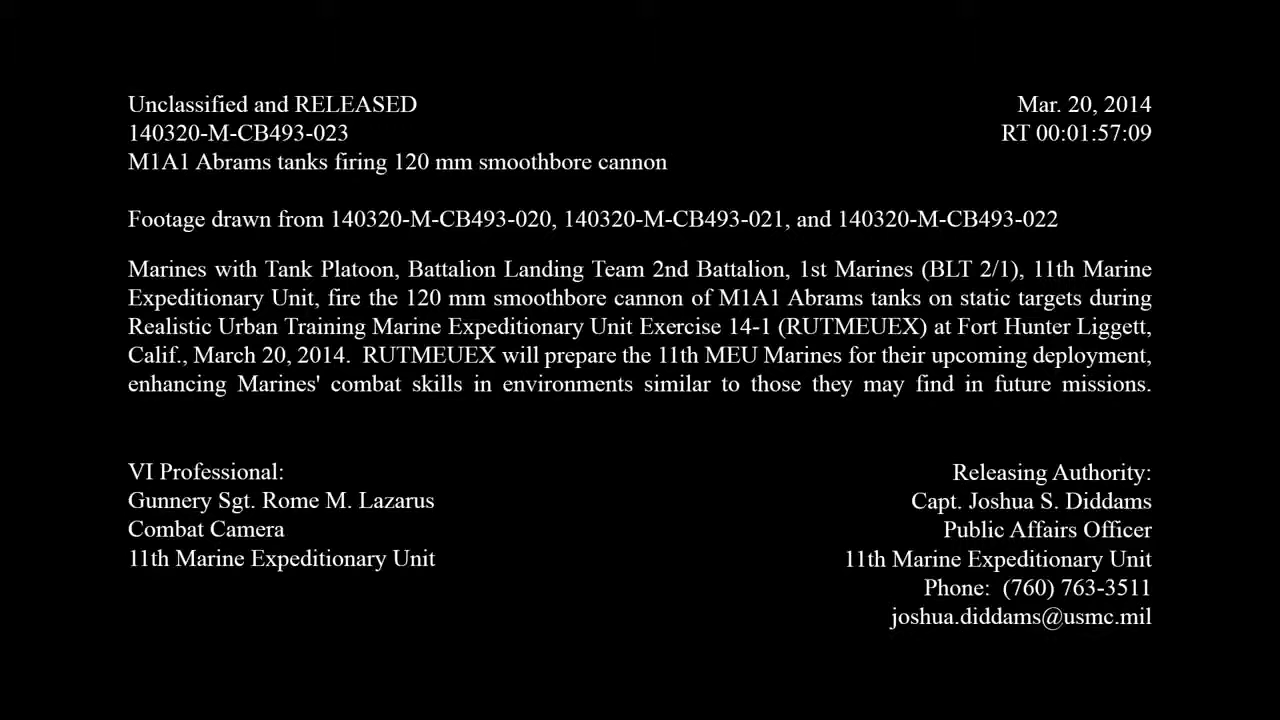 Unclassified and RELEASED
Mar. 20, 2014
140320-M-CB493-023
RT 00:01:57:09
M1A1 Abrams tanks firing 120 mm smoothbore cannon
Footage drawn from 140320-M-CB493-020, 140320-M-CB493-021, and 140320-M-CB493-022
Marines with Tank Platoon, Battalion Landing Team 2nd Battalion, 1st Marines (BLT 2/1), 11th Marine
Expeditionary Unit, fire the 120 mm smoothbore cannon of M1A1 Abrams tanks on static targets during
Realistic Urban Training Marine Expeditionary Unit Exercise 14-1 (RUTMEUEX) at Fort Hunter Liggett,
Calif., March 20, 2014.  RUTMEUEX will prepare the 11th MEU Marines for their upcoming deployment,
enhancing Marines' combat skills in environments similar to those they may find in future missions.
VI Professional:
Gunnery Sgt. Rome M. Lazarus
Combat Camera
11th Marine Expeditionary Unit
Releasing Authority:
Capt. Joshua S. Diddams
Public Affairs Officer
11th Marine Expeditionary Unit
Phone:  (760) 763-3511
joshua.diddams@usmc.mil